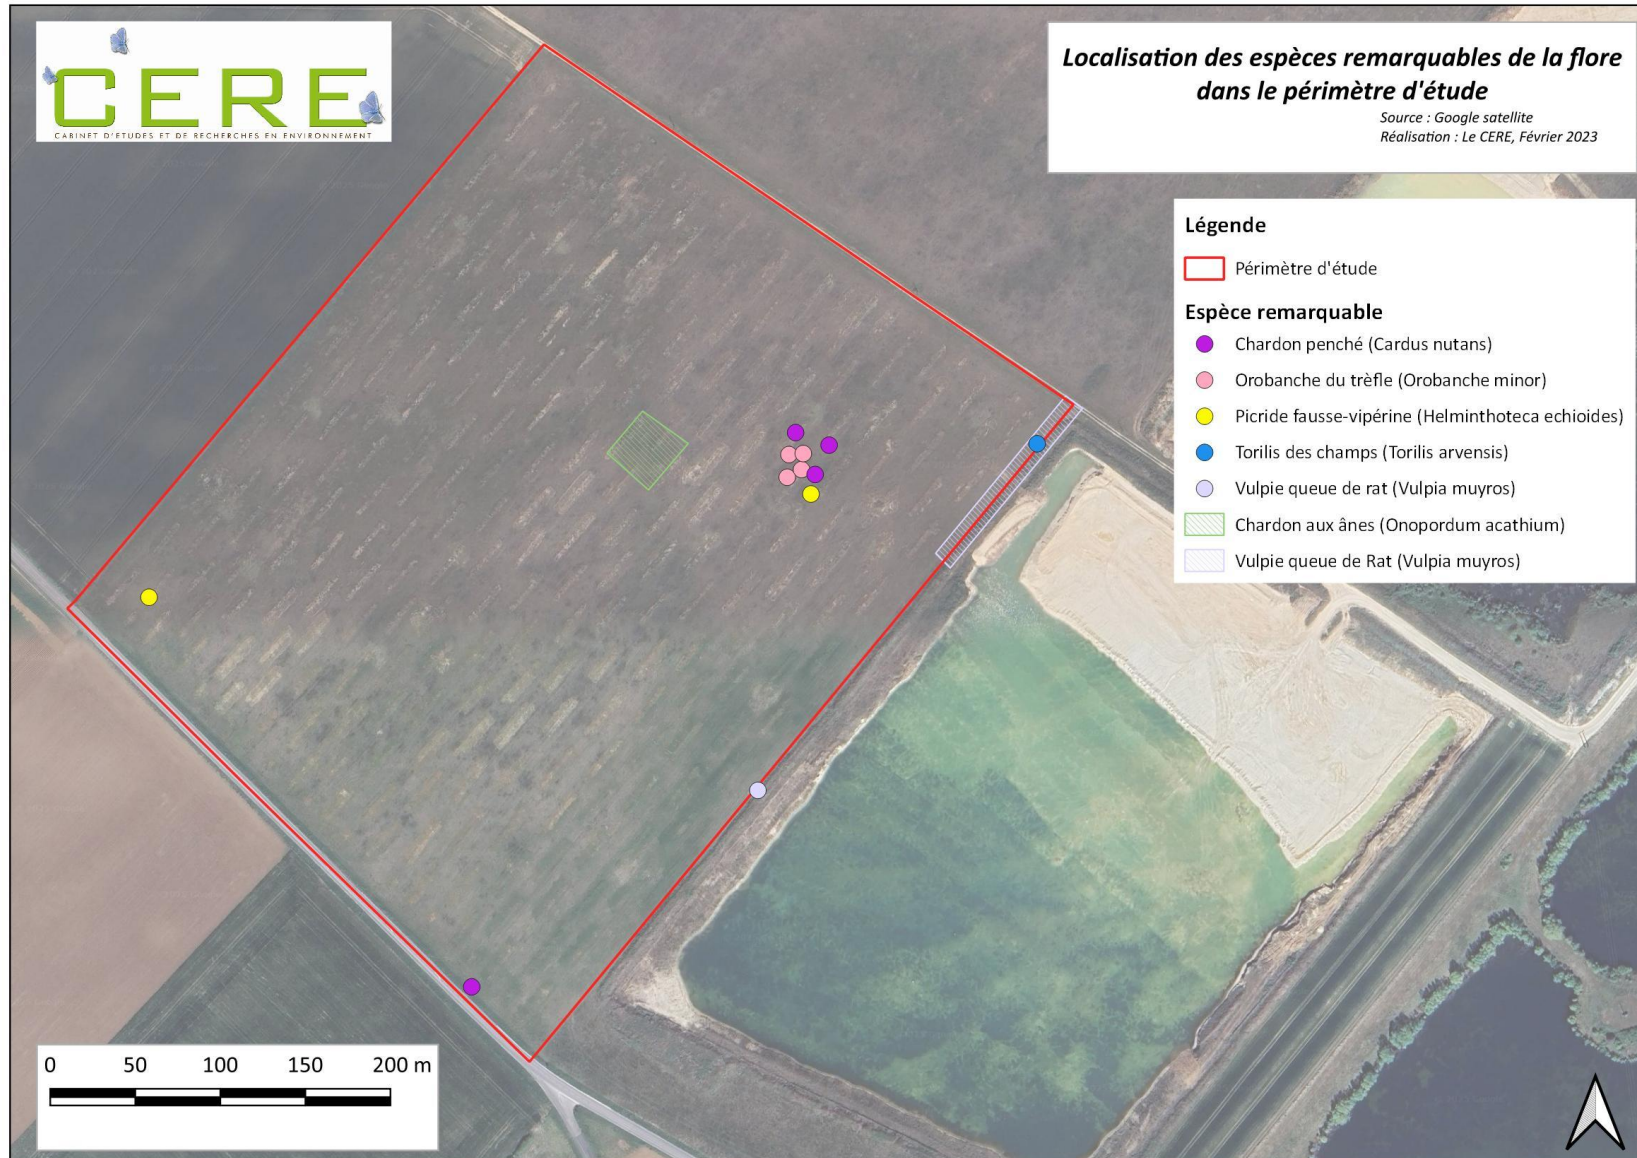 CERE
CABINET D'ETUDES ET DE RECHERCHES EN ENVIRONNEMENT
Localisation des espèces remarquables de la flore
dans le périmètre d'étude
Source : Google satellite
Réalisation : Le CERE, Février 2023
Légende
Périmètre d'étude
Espèce remarquable
Chardon penché (Cardus nutans)
Orobanche du trèfle (Orobanche minor)
Picride fausse-vipérine (Helminthoteca echioides)
Torilis des champs (Torilis arvensis)
Vulpie queue de rat (Vulpia muyros)
Chardon aux ânes (Onopordum acathium)
Vulpie queue de Rat (Vulpia muyros)
0 50 100 150 200 m